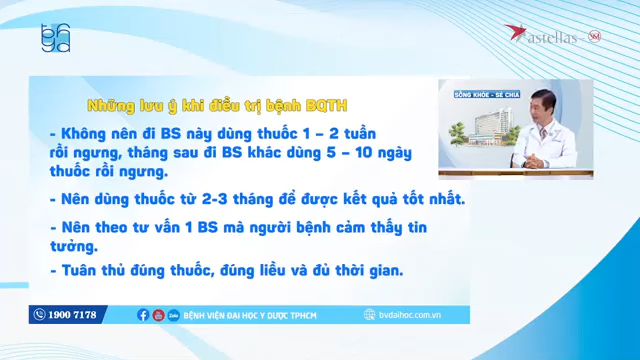 astellas
SỐNG KHỎE - SẺ CHIA
Những lưu ý khi điều trị bệnh BQTH
- Không nên đi BS này dùng thuốc 1 – 2 tuần
rồi ngưng, tháng sau đi BS khác dùng 5 – 10 ngày
thuốc rồi ngưng.
- Nên dùng thuốc từ 2-3 tháng để được kết quả tốt nhất.
- Nên theo tư vấn 1 BS mà người bệnh cảm thấy tin
tưởng.
- Tuân thủ đúng thuốc, đúng liều và đủ thời gian.
1900 7178
Zalo
BỆNH VIỆN ĐẠI HỌC Y DƯỢC TPHCM
bvdaihoc.com.vn